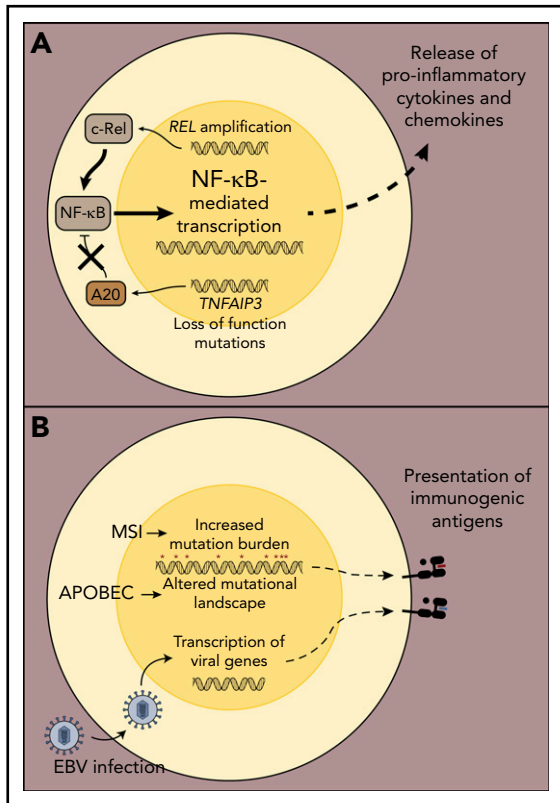 A
Release of
pro-inflammatory
cytokines and
chemokines
c-Rel
REL amplification
NF-κB
NF-κB-
mediated
transcription
A20
TNFAIP3
Loss of function
mutations
B
Presentation of
immunogenic
antigens
MSI
Increased
mutation burden
APOBEC
Altered mutational
landscape
Transcription of
viral genes
EBV infection